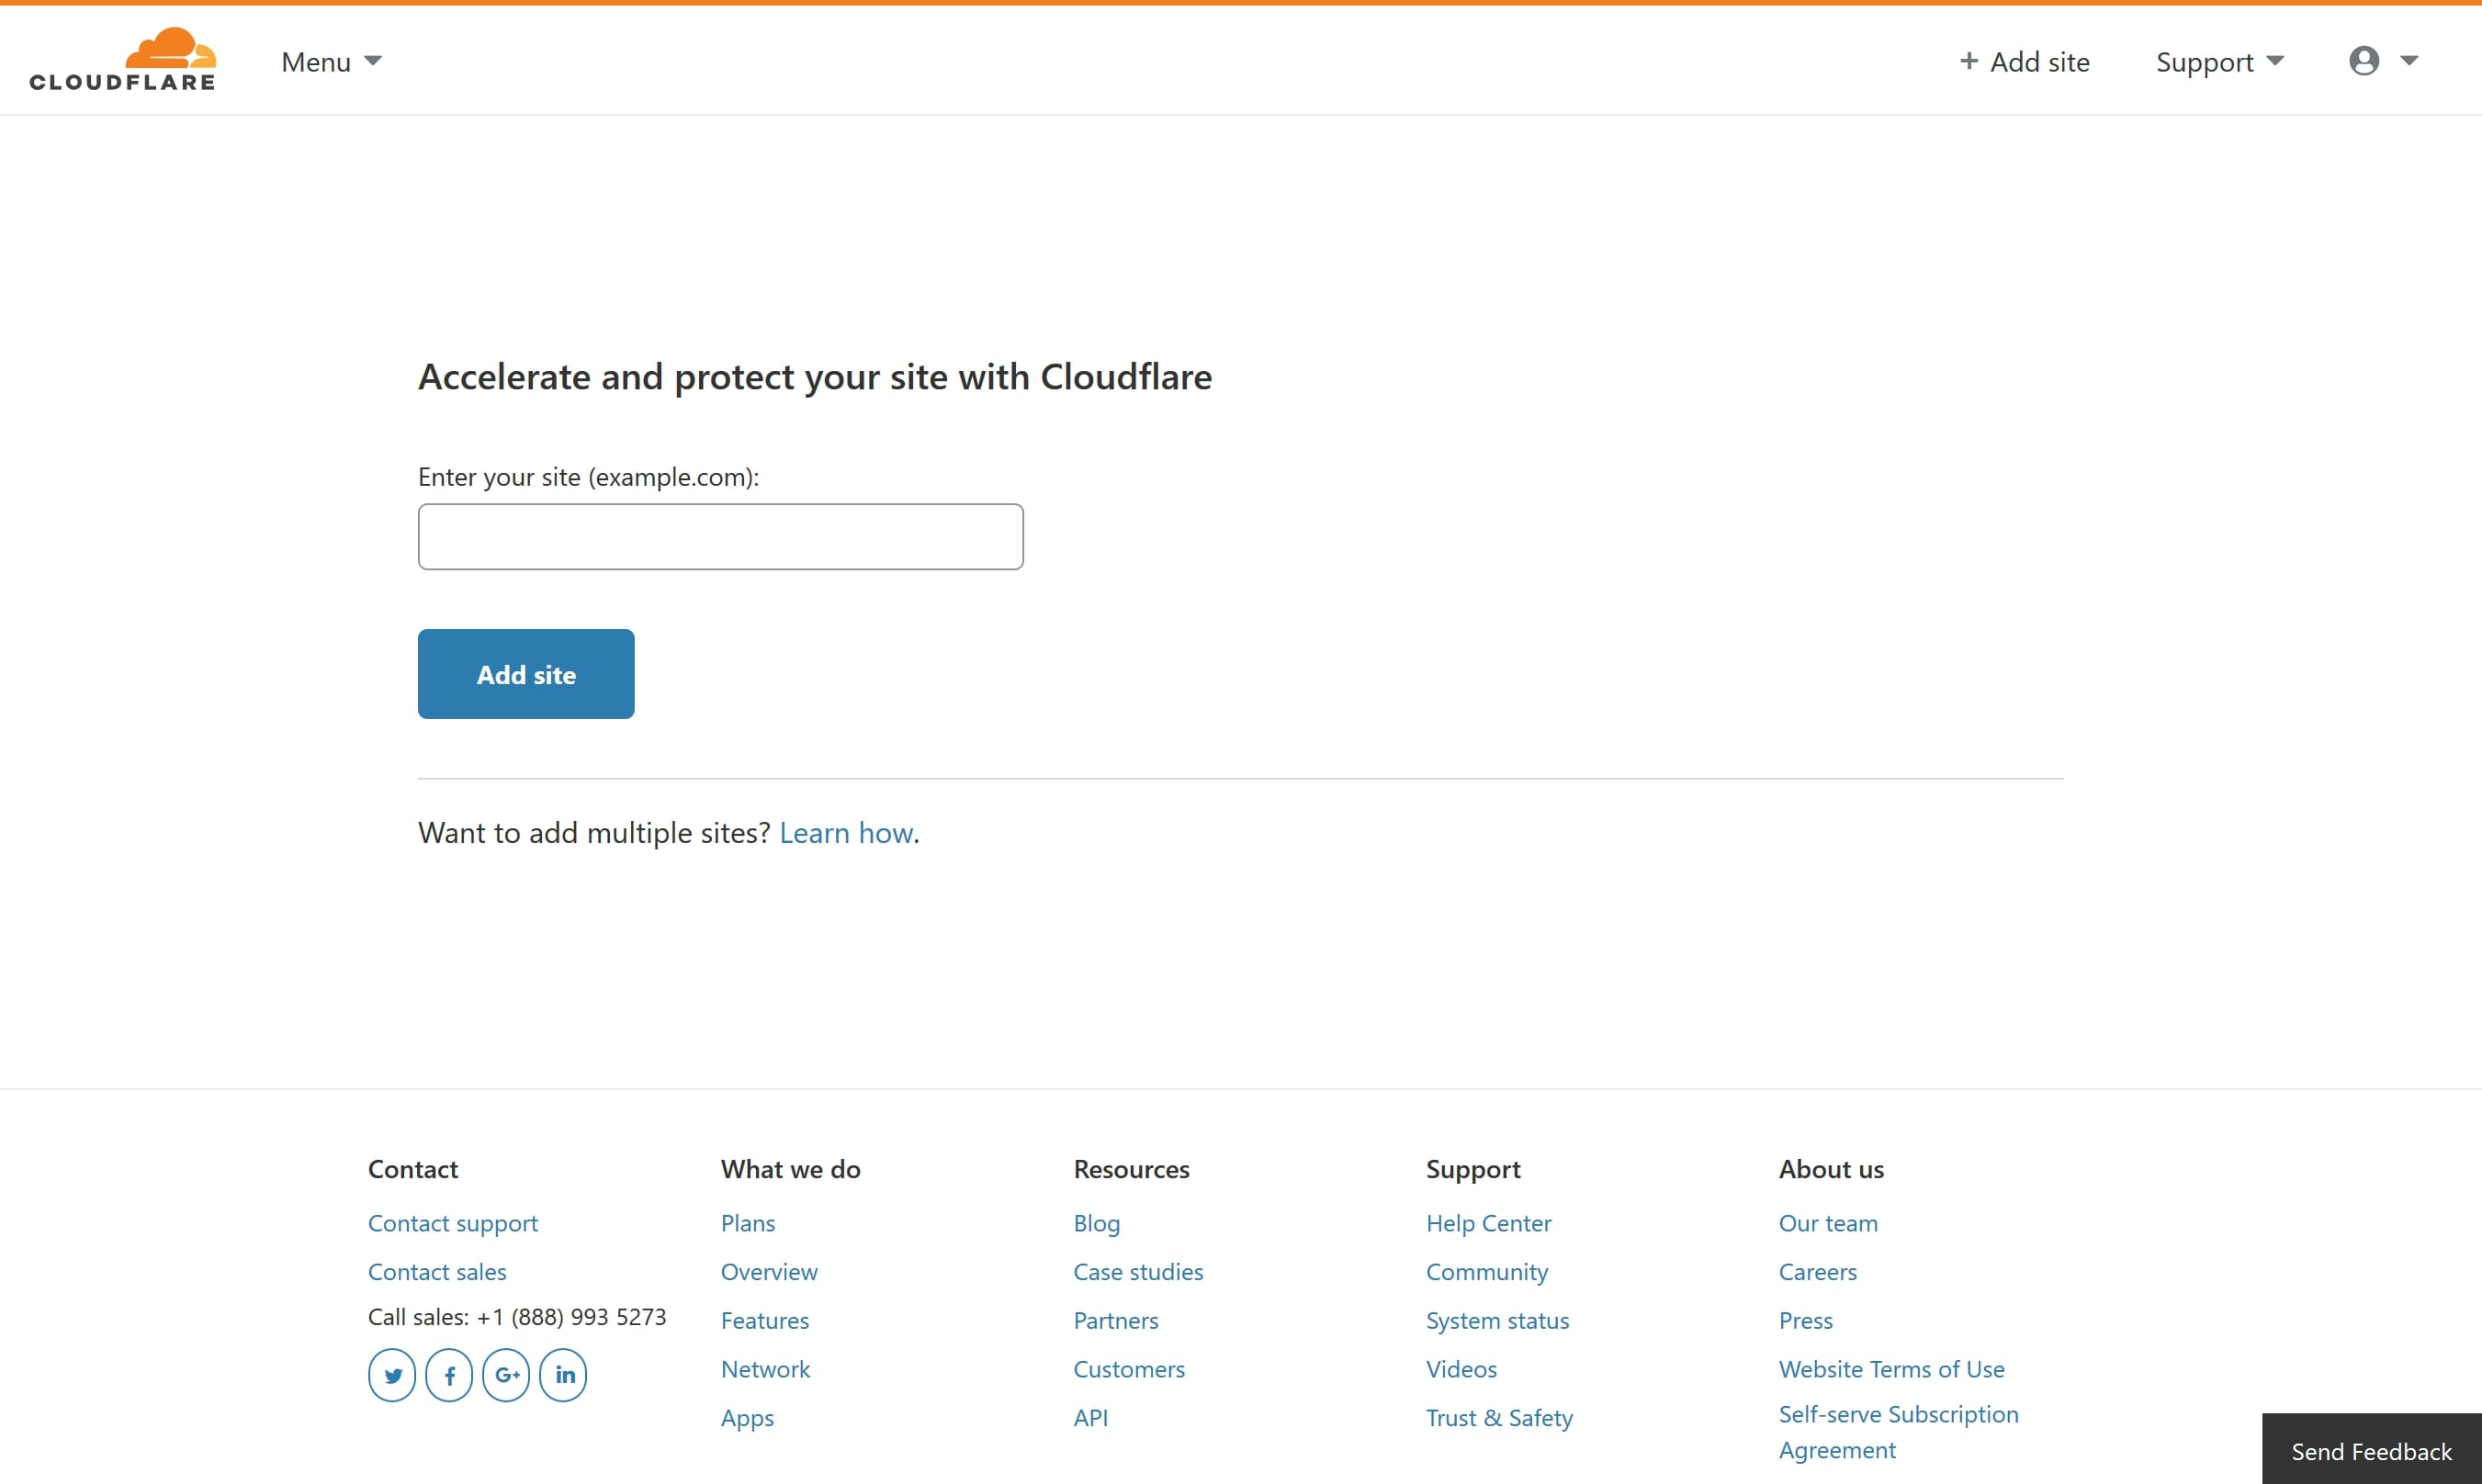 CLOUDFLARE
Menu
+ Add site
Support
Accelerate and protect your site with Cloudflare
Enter your site (example.com):
Add site
Want to add multiple sites? Learn how.
Contact
Contact support
Contact sales
Call sales: +1 (888) 993 5273
f
G+
in
What we do
Plans
Overview
Features
Network
Apps
Resources
Blog
Case studies
Partners
Customers
API
Support
Help Center
Community
System status
Videos
Trust & Safety
About us
Our team
Careers
Press
Website Terms of Use
Self-serve Subscription
Agreement
Send Feedback